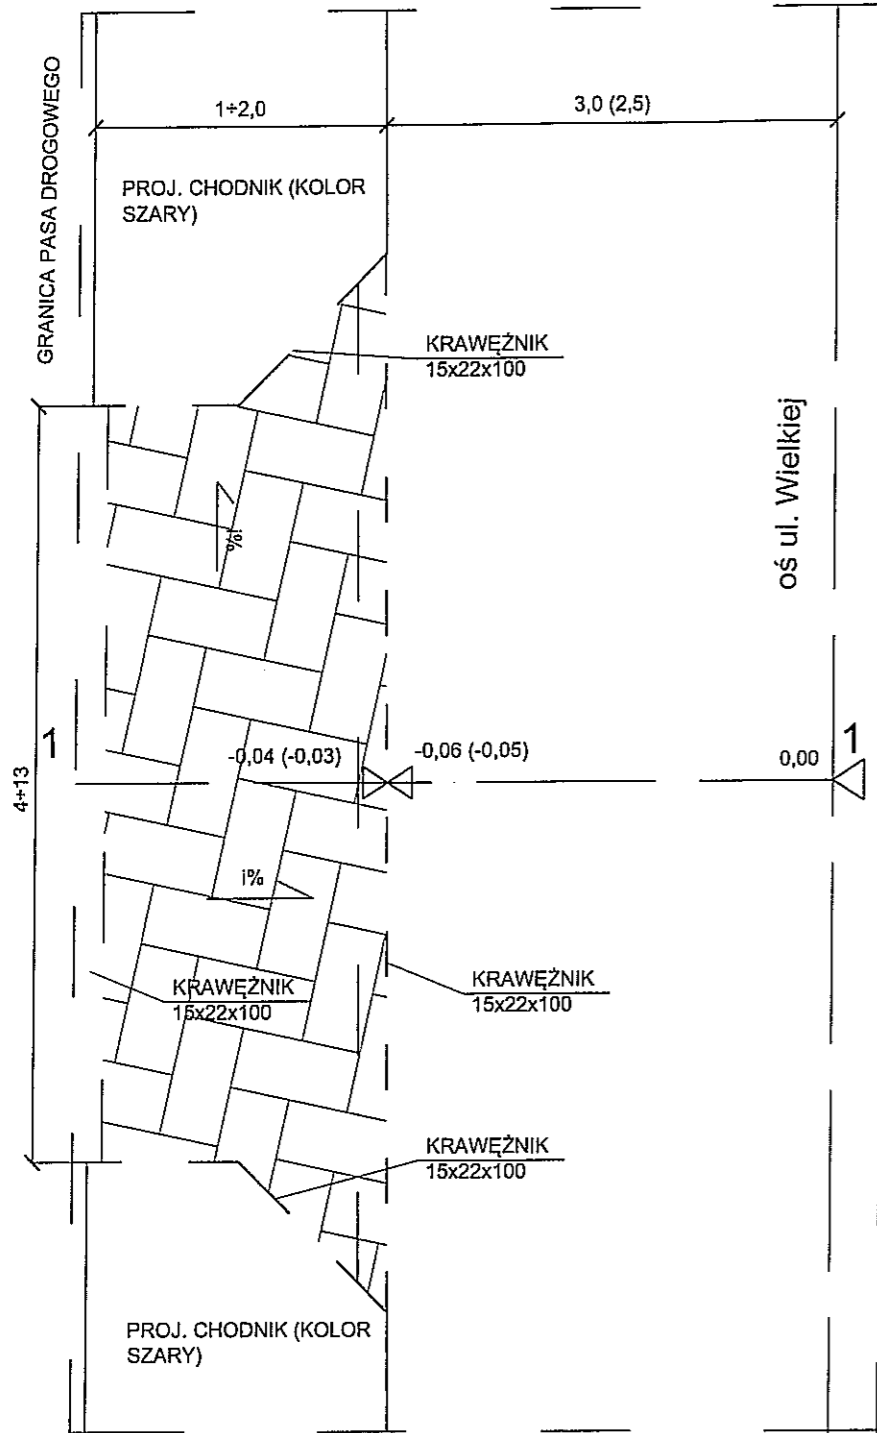 GRANICA PASA DROGOWEGO
1÷2,0
3,0 (2,5)
PROJ. CHODNIK (KOLOR
SZARY)
KRAWĘŻNIK
15x22x100
oś ul. Wielkiej
i%
1
-0,04 (-0,03)
-0,06 (-0,05)
0,00
1
4÷13
i%
KRAWĘŻNIK
15x22x100
KRAWĘŻNIK
15x22x100
KRAWĘŻNIK
15x22x100
PROJ. CHODNIK (KOLOR
SZARY)